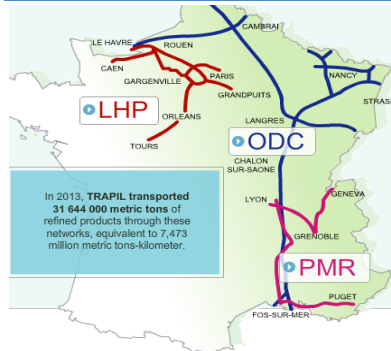 CAMBRAI
LE HAVRE
ROUEN
CAEN
GARGENVILLE
PARIS
NANCY
GRANDPUITS
STRAS
LHP
ORLEANS
LANGRES
TOURS
ODC
CHALON
SUR-SAONE
In 2013, TRAPIL transported
31 644 000 metric tons of
refined products through these
networks, equivalent to 7,473
million metric tons-kilometer.
LYON
GENEVA
GRENOBLE
PMR
PUGET
FOS-SUR-MER